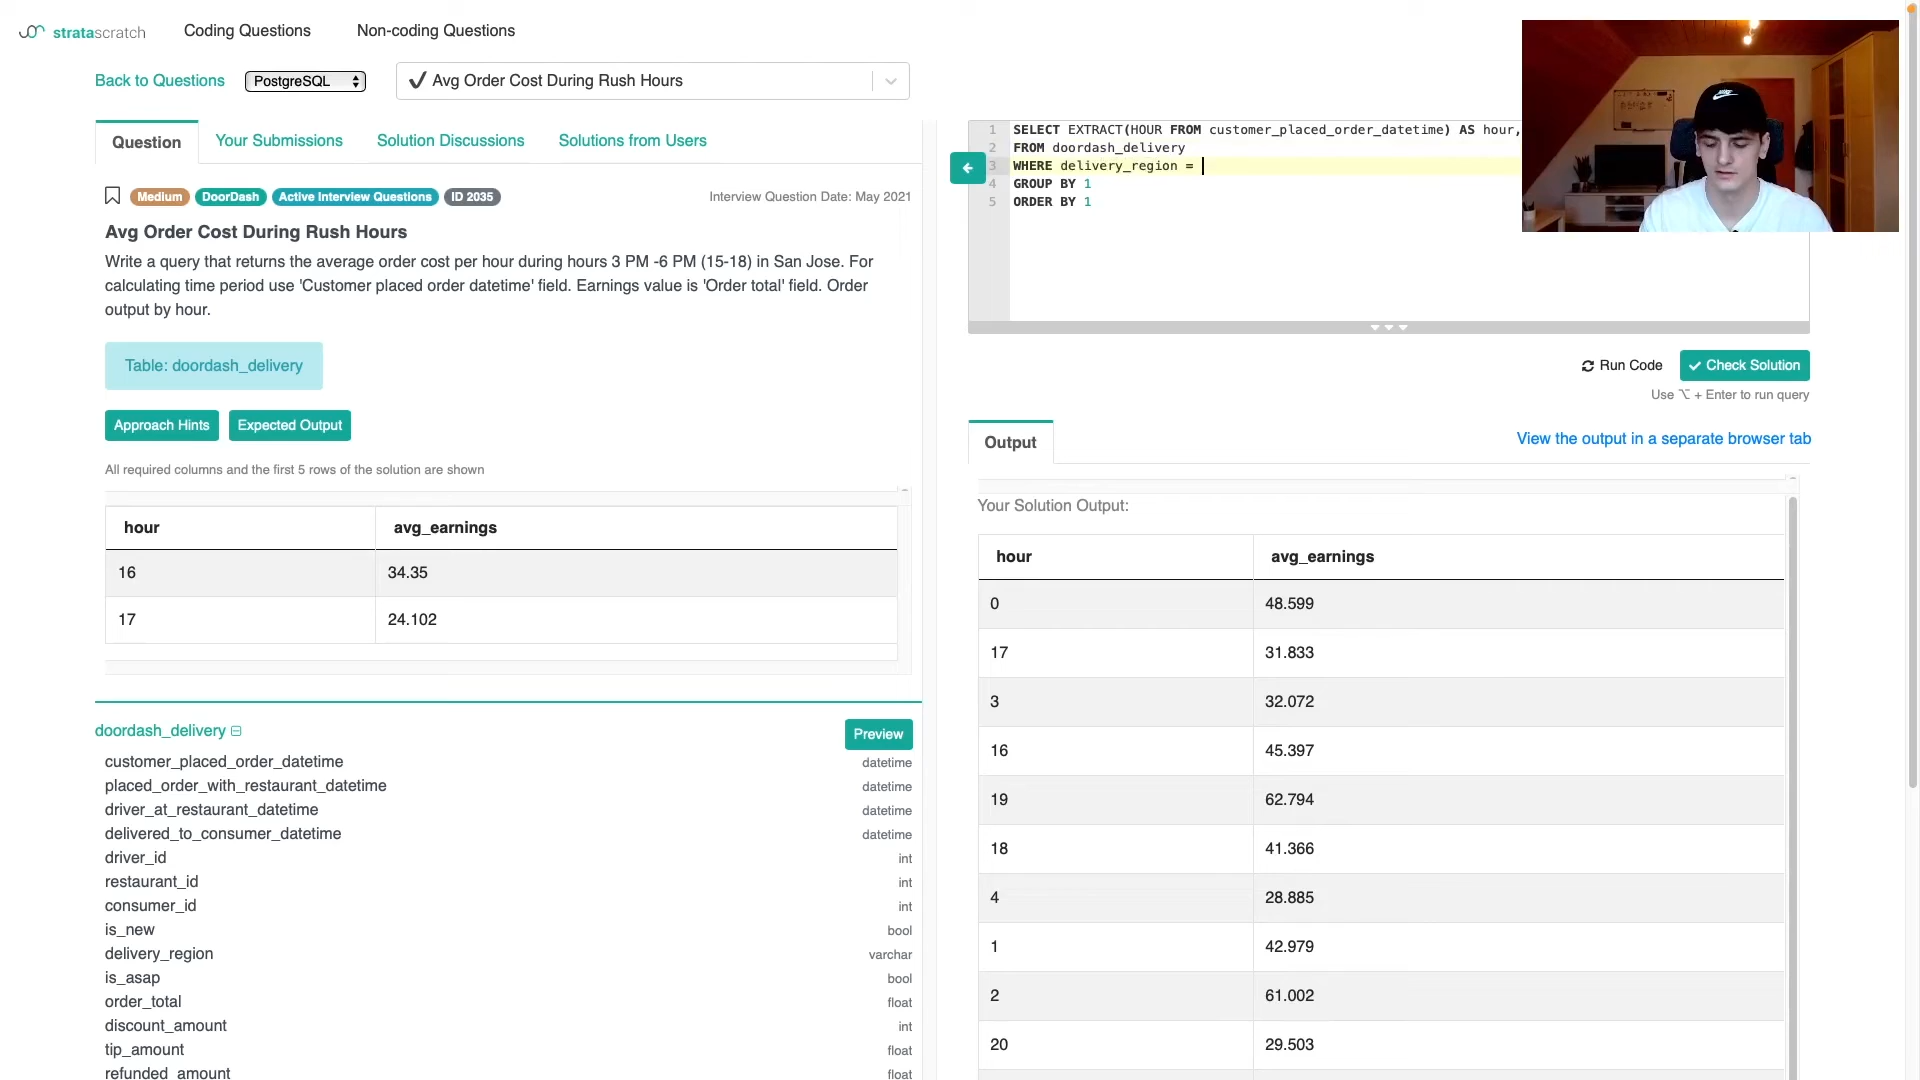 stratascratch
Coding Questions
Non-coding Questions
Back to Questions
PostgreSQL
✓ Avg Order Cost During Rush Hours
Question
Your Submissions
Solution Discussions
Solutions from Users
Medium
DoorDash
Active Interview Questions
ID 2035
Interview Question Date: May 2021
Avg Order Cost During Rush Hours
Write a query that returns the average order cost per hour during hours 3 PM -6 PM (15-18) in San Jose. For
calculating time period use 'Customer placed order datetime' field. Earnings value is 'Order total' field. Order
output by hour.
Table: doordash_delivery
Approach Hints
Expected Output
All required columns and the first 5 rows of the solution are shown
hour avg_earnings
16 34.35
17 24.102
doordash_delivery
Preview
customer_placed_order_datetime datetime
placed_order_with_restaurant_datetime datetime
driver_at_restaurant_datetime datetime
delivered_to_consumer_datetime datetime
driver_id int
restaurant_id int
consumer_id int
is_new bool
delivery_region varchar
is_asap bool
order_total float
discount_amount int
tip_amount float
refunded_amount float
1 SELECT EXTRACT(HOUR FROM customer_placed_order_datetime) AS hour,
2 FROM doordash_delivery
3 WHERE delivery_region =
4 GROUP BY 1
5 ORDER BY 1
Run Code
Check Solution
Use ⌥ + Enter to run query
Output
View the output in a separate browser tab
Your Solution Output:
hour avg_earnings
0 48.599
17 31.833
3 32.072
16 45.397
19 62.794
18 41.366
4 28.885
1 42.979
2 61.002
20 29.503